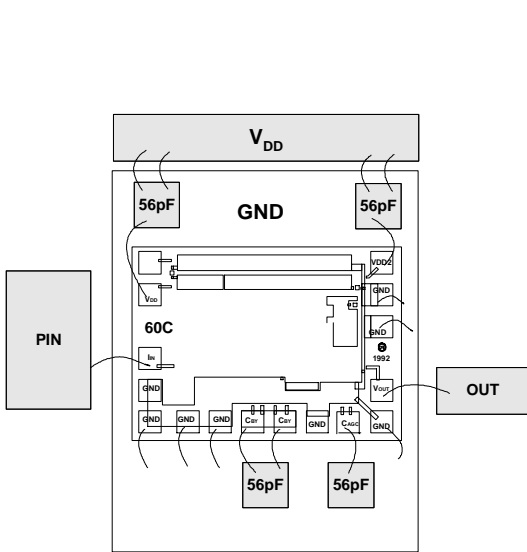 VDD
56pF
GND
56pF
VDD2
VDD
GND
60C
GND
PIN
IIN
1992
GND
VOUT
OUT
GND
GND
GND
CBY
CBY
GND
CAGC
GND
56pF
56pF